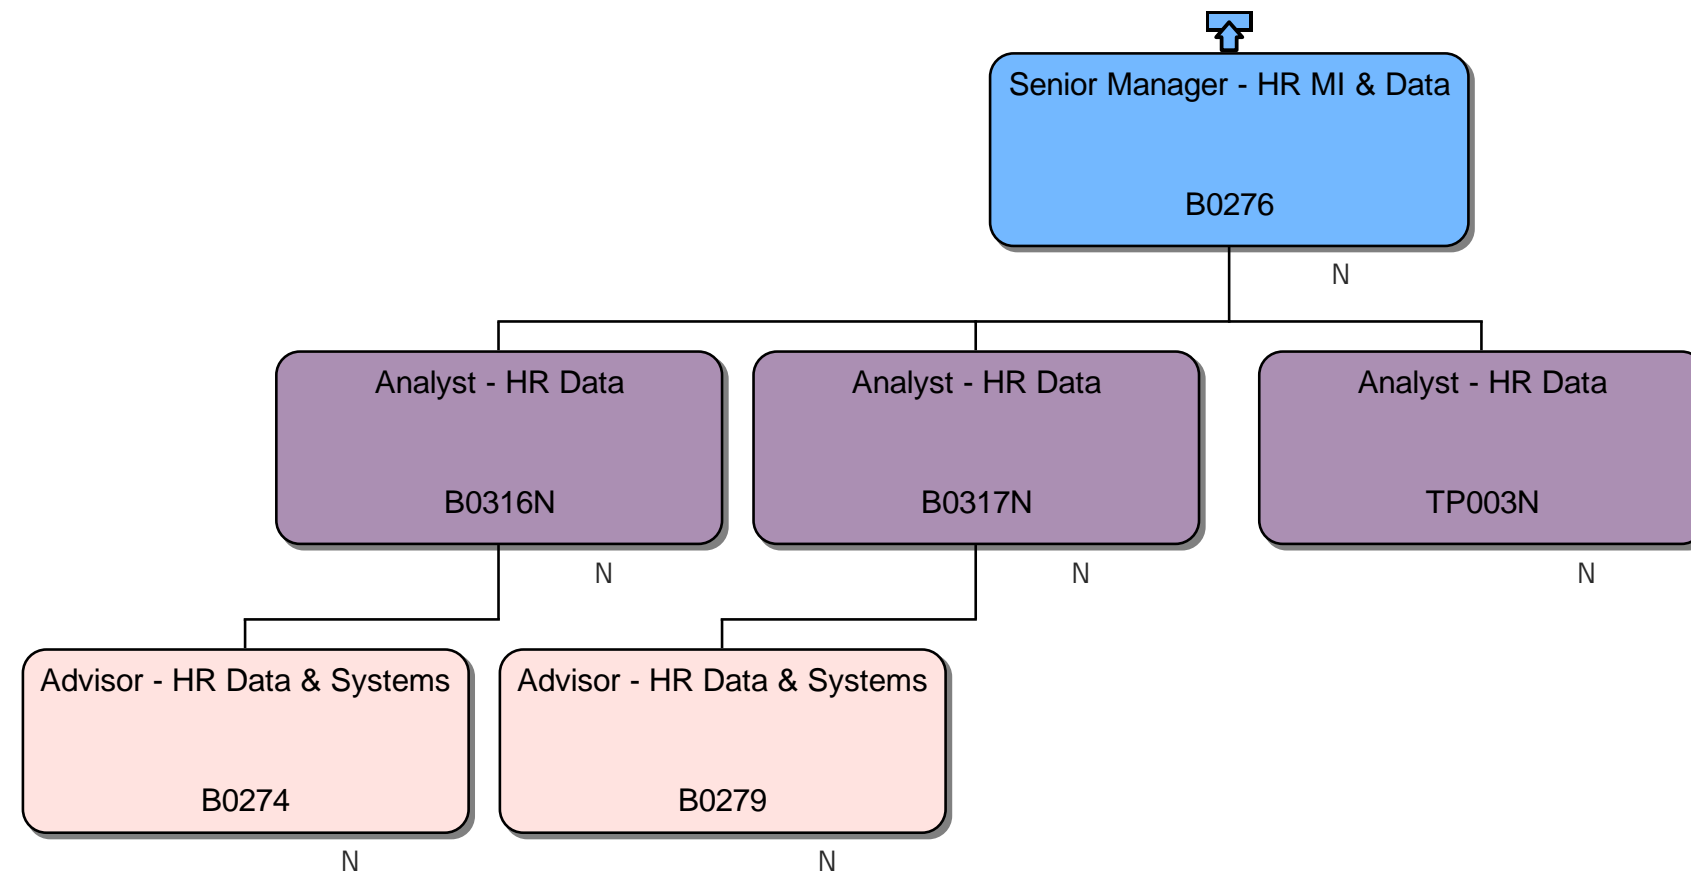 Senior Manager - HR MI & Data
B0276
N
Analyst - HR Data
B0316N
N
Analyst - HR Data
B0317N
N
Analyst - HR Data
TP003N
N
Advisor - HR Data & Systems
B0274
N
Advisor - HR Data & Systems
B0279
N